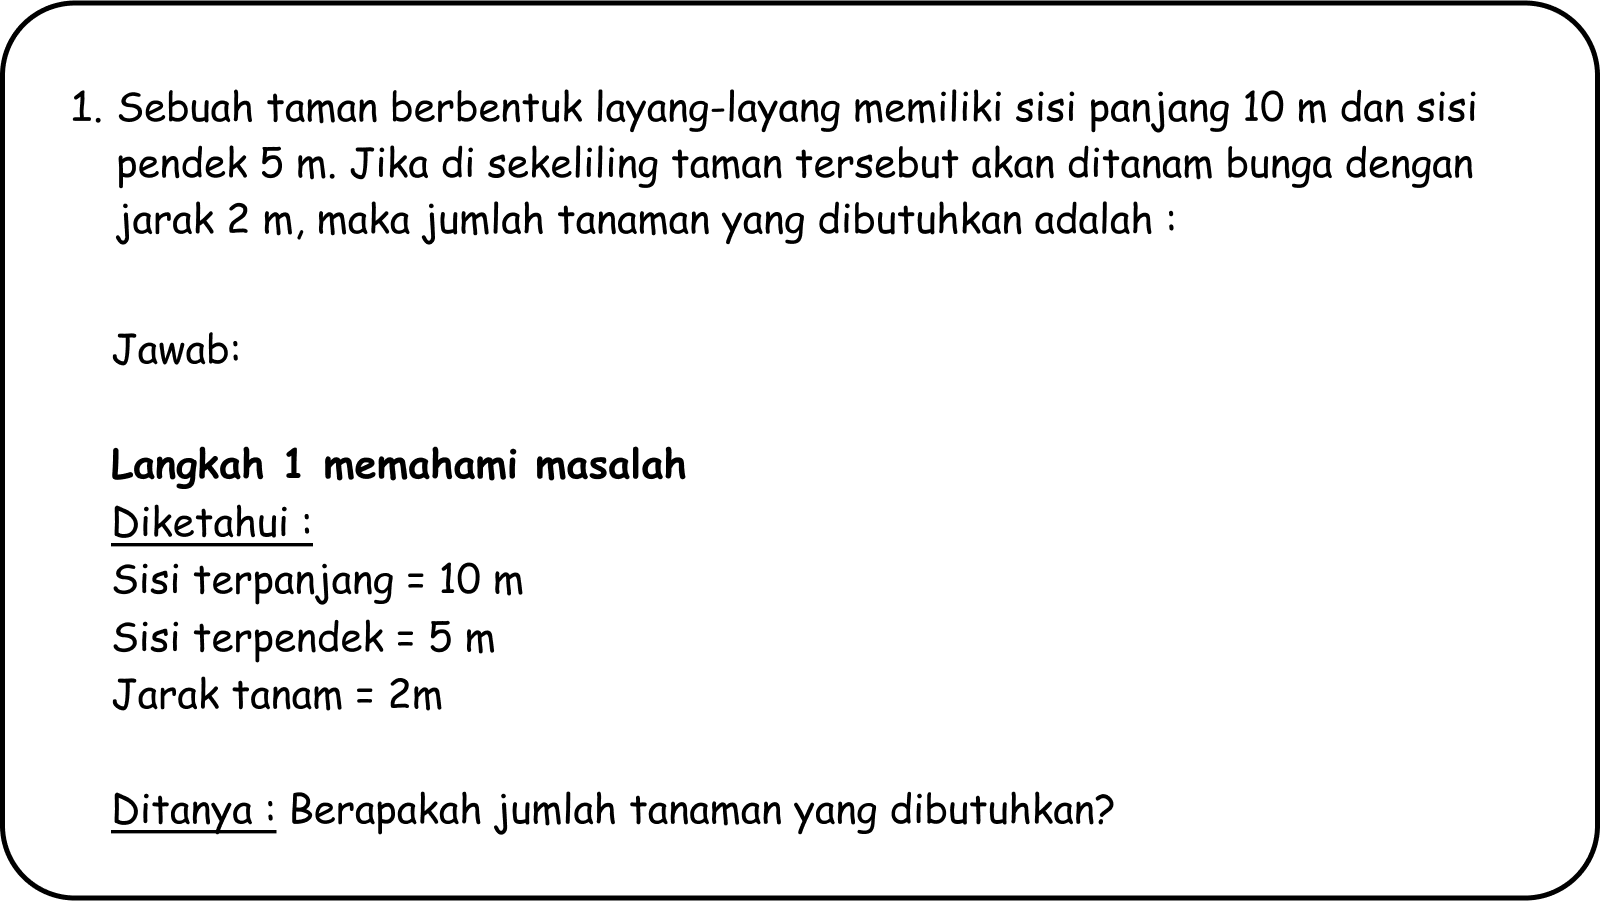 1. Sebuah taman berbentuk layang-layang memiliki sisi panjang 10 m dan sisi
pendek 5 m. Jika di sekeliling taman tersebut akan ditanam bunga dengan
jarak 2 m, maka jumlah tanaman yang dibutuhkan adalah :
Jawab:
Langkah 1 memahami masalah
Diketahui :
Sisi terpanjang = 10 m
Sisi terpendek = 5 m
Jarak tanam = 2m
Ditanya : Berapakah jumlah tanaman yang dibutuhkan?